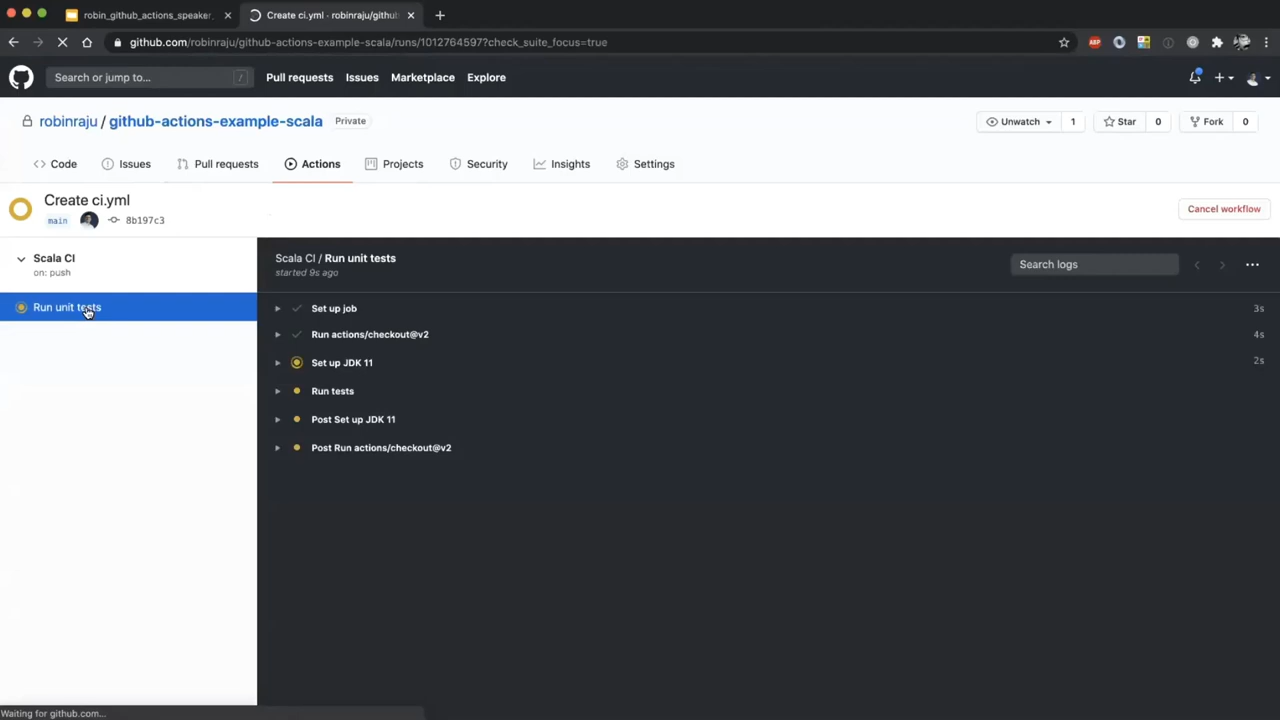 robin_github_actions_speaker_
Create ci.yml · robinraju/github
github.com/robinraju/github-actions-example-scala/runs/1012764597?check_suite_focus=true
ABP
Search or jump to... /
Pull requests Issues Marketplace Explore
robinraju / github-actions-example-scala Private
Unwatch 1 Star 0 Fork 0
Code Issues Pull requests Actions Projects Security Insights Settings
Create ci.yml
main 8b197c3
Cancel workflow
Scala CI
on: push
Run unit tests
Scala CI / Run unit tests
started 9s ago
Search logs
Set up job 3s
Run actions/checkout@v2 4s
Set up JDK 11 2s
Run tests
Post Set up JDK 11
Post Run actions/checkout@v2
Waiting for github.com...